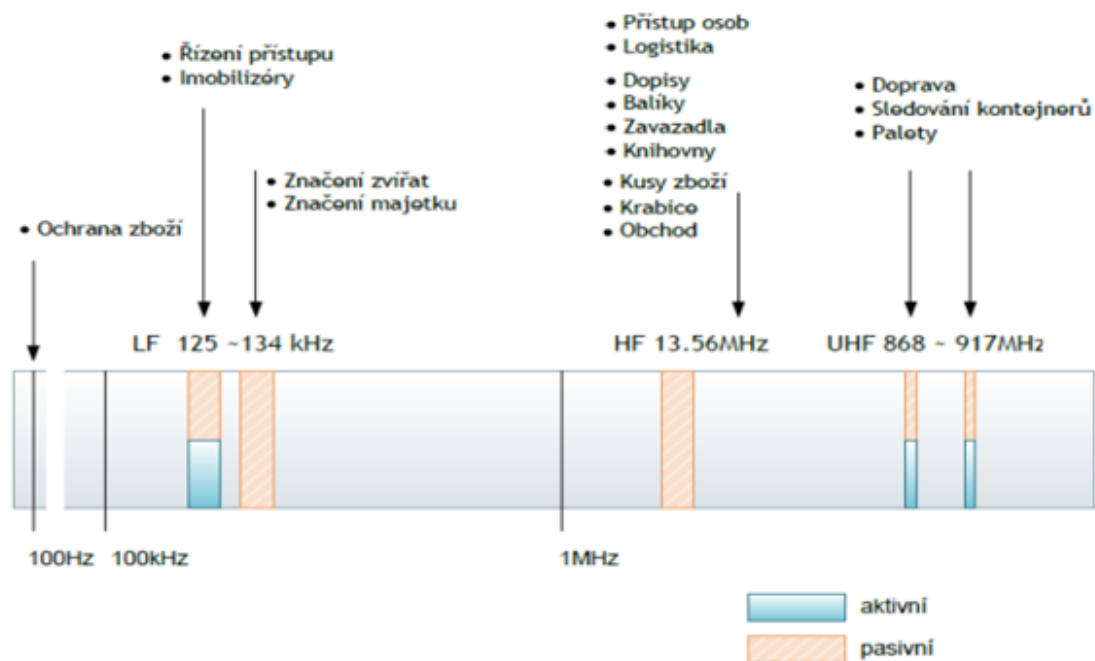 • Řízení přístupu
• Imobilizéry
• Přístup osob
• Logistika
• Dopisy
• Balíky
• Zavazadla
• Knihovny
• Kusy zboží
• Krabice
• Obchod
• Doprava
• Sledování kontejnerů
• Palety
• Značení zvířat
• Značení majetku
• Ochrana zboží
LF 125 ~134 kHz
HF 13.56MHz
UHF 868 ~ 917MHz
100Hz
100kHz
1MHz
aktivní
pasivní